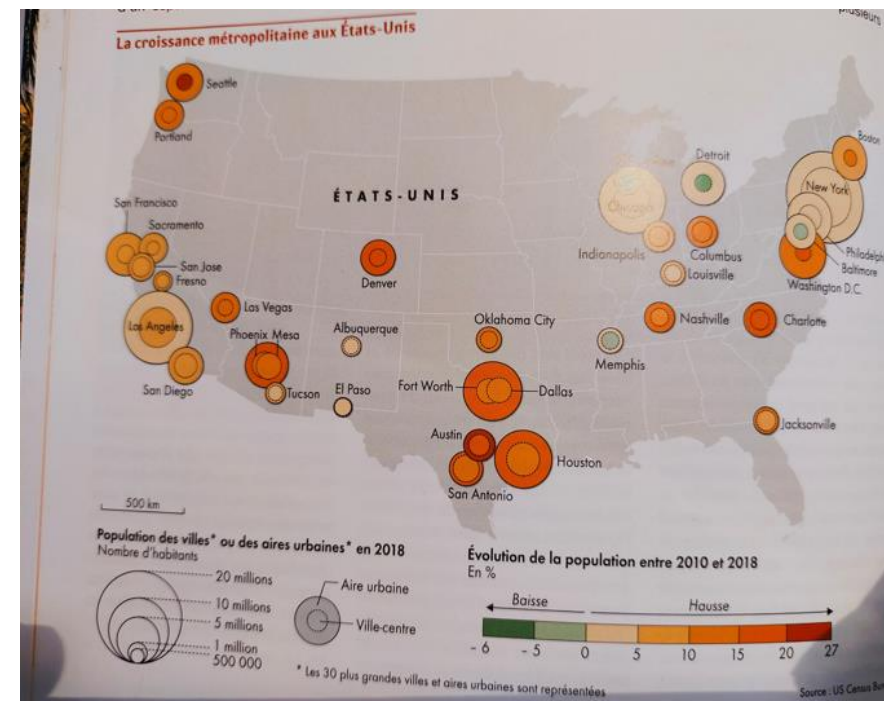 La croissance métropolitaine aux États-Unis
plusieurs
Seattle
Portland
Boston
Detroit
New York
ÉTATS-UNIS
San Francisco
Sacramento
Chicago
Indianapolis
Columbus
Philadelph
Baltimore
San Jose
Fresno
Denver
Louisville
Washington D.C.
Las Vegas
Los Angeles
Phoenix Mesa
Albuquerque
Oklahoma City
Nashville
Charlotte
Memphis
San Diego
Tucson
El Paso
Fort Worth
Dallas
Jacksonville
Austin
Houston
San Antonio
500 km
Population des villes* ou des aires urbaines* en 2018
Nombre d'habitants
20 millions
10 millions
5 millions
1 million
500 000
Aire urbaine
Ville-centre
Évolution de la population entre 2010 et 2018
En %
Baisse Hausse
- 6 - 5 0 5 10 15 20 27
* Les 30 plus grandes villes et aires urbaines sont représentées
Source : US Census Bu